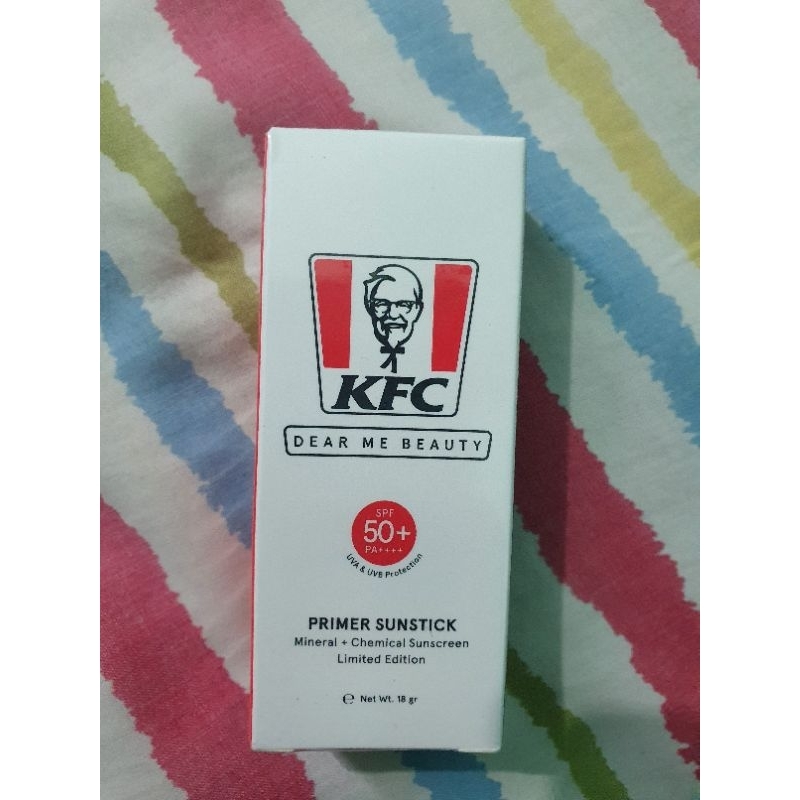 KFC
DEAR ME BEAUTY
SPF
50+
PA++++
UVA & UVB Protection
PRIMER SUNSTICK
Mineral + Chemical Sunscreen
Limited Edition
℮ Net Wt. 18 gr